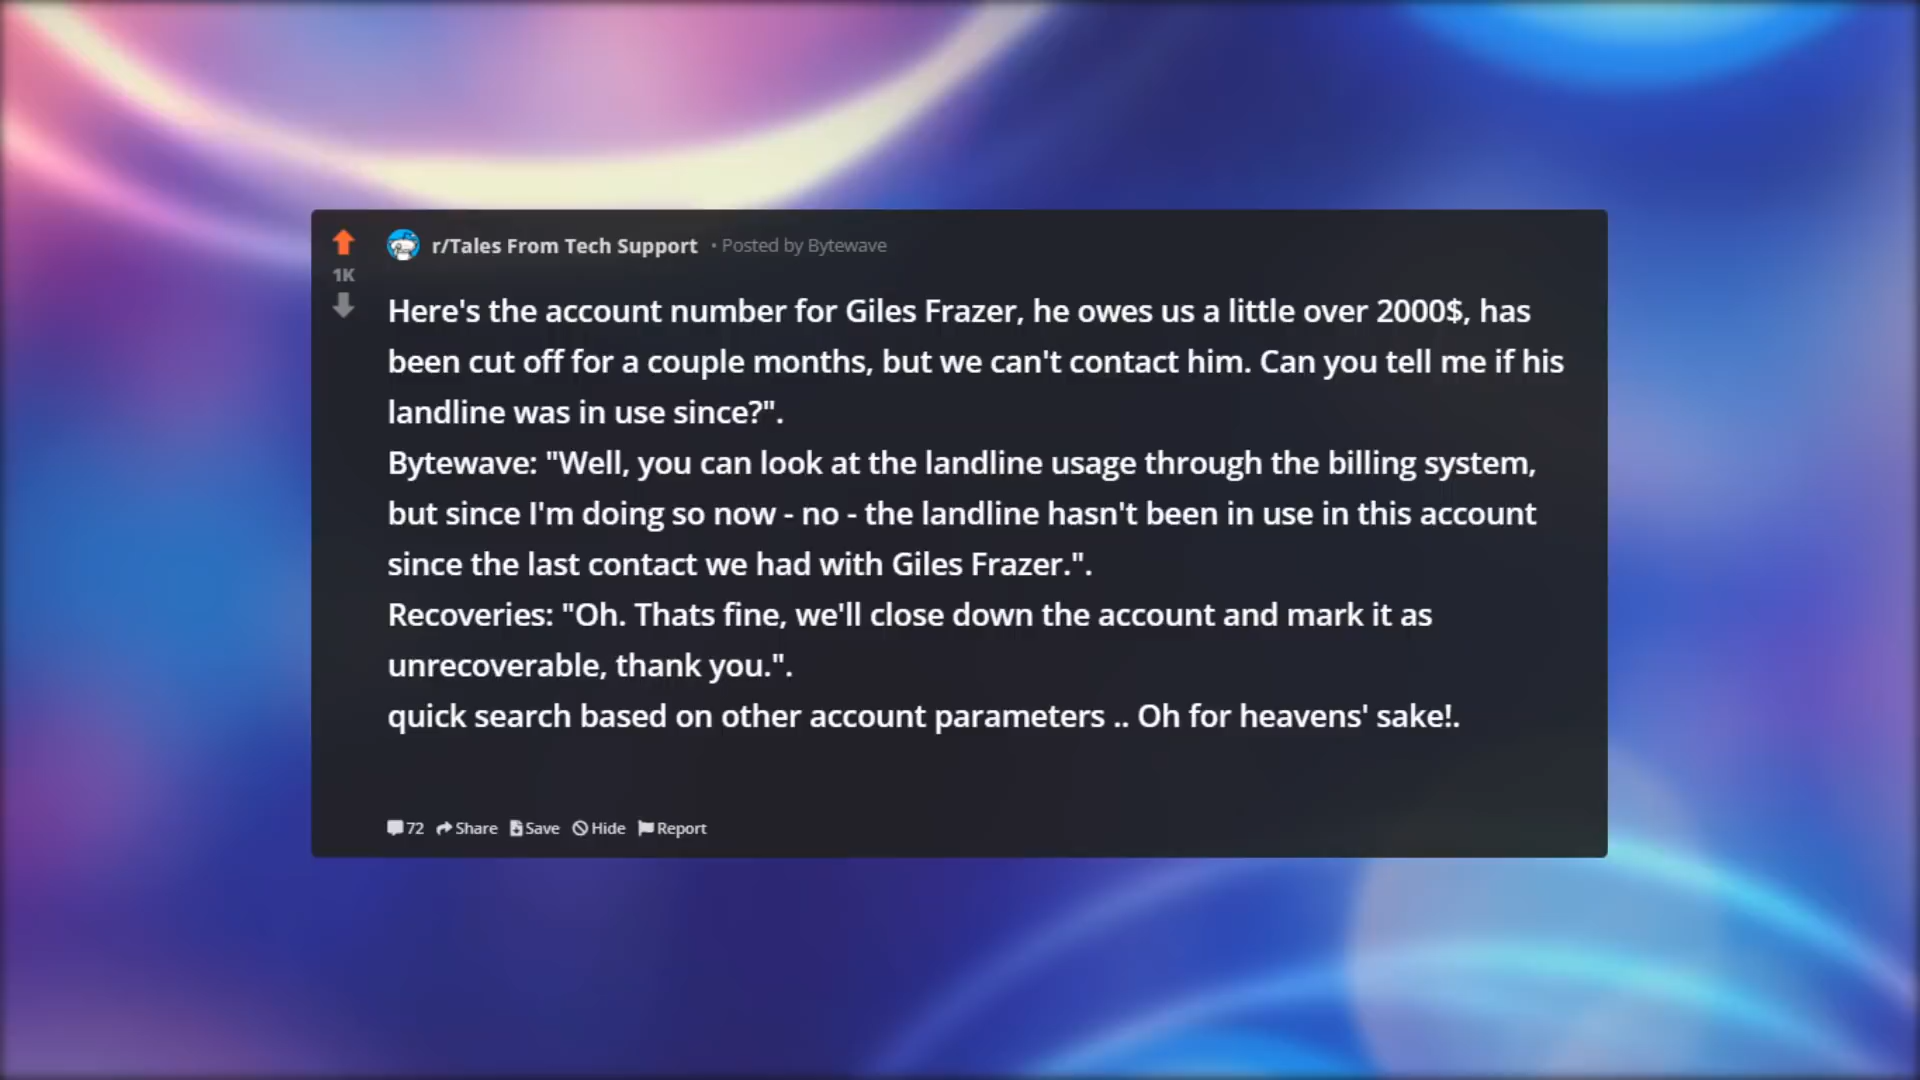 r/Tales From Tech Support • Posted by Bytewave
1K
Here's the account number for Giles Frazer, he owes us a little over 2000$, has
been cut off for a couple months, but we can't contact him. Can you tell me if his
landline was in use since?".
Bytewave: "Well, you can look at the landline usage through the billing system,
but since I'm doing so now - no - the landline hasn't been in use in this account
since the last contact we had with Giles Frazer.".
Recoveries: "Oh. Thats fine, we'll close down the account and mark it as
unrecoverable, thank you.".
quick search based on other account parameters .. Oh for heavens' sake!.
72 Share Save Hide Report